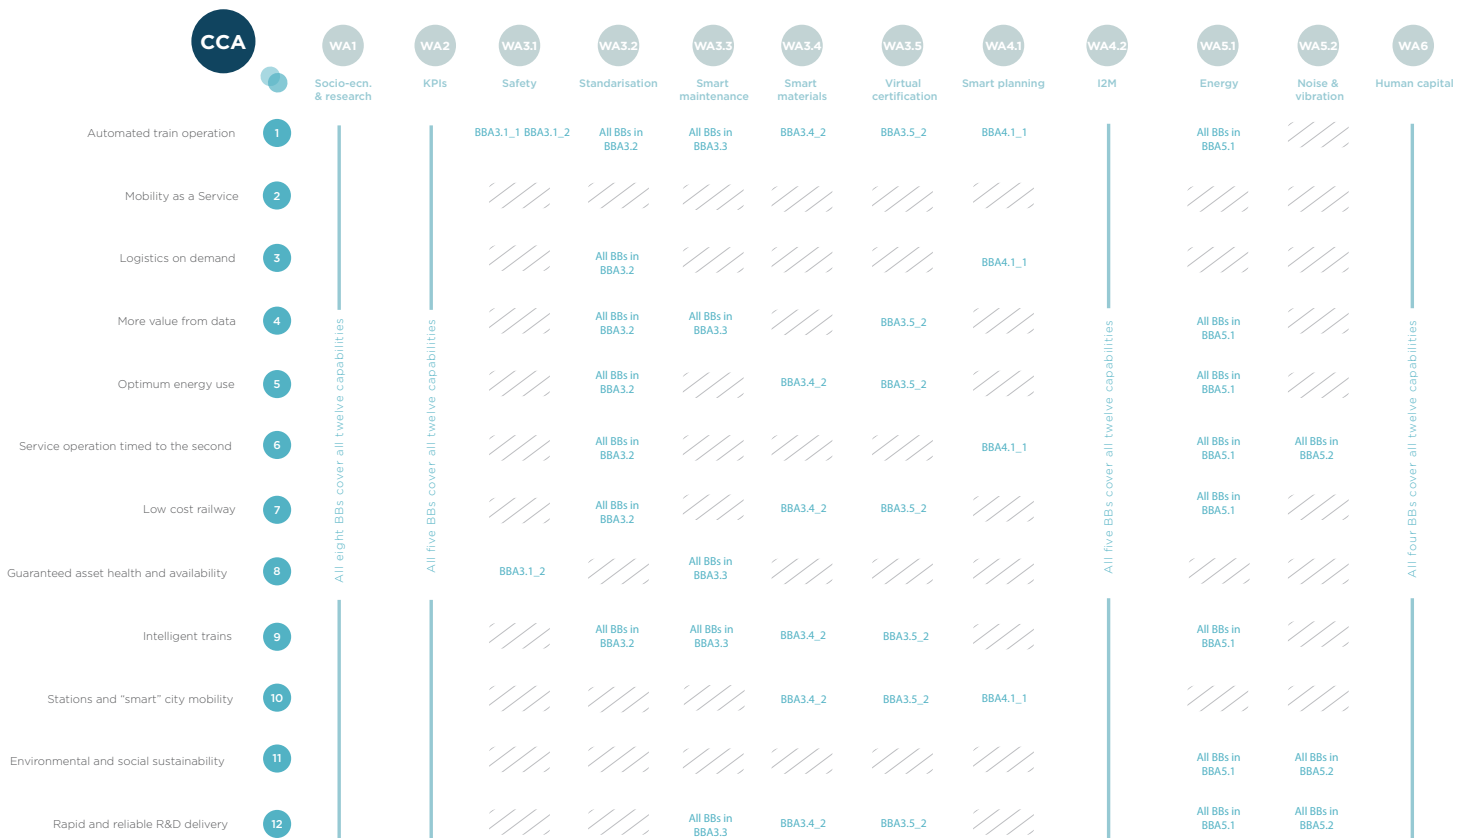 CCA
WA1
WA2
WA3.1
WA3.2
WA3.3
WA3.4
WA3.5
WA4.1
WA4.2
WA5.1
WA5.2
WA6
Socio-ecn.
& research
KPIs
Safety
Standarisation
Smart
maintenance
Smart
materials
Virtual
certification
Smart planning
I2M
Energy
Noise &
vibration
Human capital
Automated train operation
1
BBA3.1_1 BBA3.1_2
All BBs in
BBA3.2
All BBs in
BBA3.3
BBA3.4_2
BBA3.5_2
BBA4.1_1
All BBs in
BBA5.1
Mobility as a Service
2
Logistics on demand
3
All BBs in
BBA3.2
BBA4.1_1
More value from data
4
All BBs in
BBA3.2
All BBs in
BBA3.3
BBA3.5_2
All BBs in
BBA5.1
Optimum energy use
5
All BBs in
BBA3.2
BBA3.4_2
BBA3.5_2
All BBs in
BBA5.1
Service operation timed to the second
6
All BBs in
BBA3.2
BBA4.1_1
All BBs in
BBA5.1
All BBs in
BBA5.2
Low cost railway
7
All BBs in
BBA3.2
BBA3.4_2
BBA3.5_2
All BBs in
BBA5.1
Guaranteed asset health and availability
8
BBA3.1_2
All BBs in
BBA3.3
Intelligent trains
9
All BBs in
BBA3.2
All BBs in
BBA3.3
BBA3.4_2
BBA3.5_2
All BBs in
BBA5.1
Stations and “smart” city mobility
10
BBA3.4_2
BBA3.5_2
BBA4.1_1
Environmental and social sustainability
11
All BBs in
BBA5.1
All BBs in
BBA5.2
Rapid and reliable R&D delivery
12
All BBs in
BBA3.3
BBA3.4_2
BBA3.5_2
All BBs in
BBA5.1
All BBs in
BBA5.2
All eight BBs cover all twelve capabilities
All five BBs cover all twelve capabilities
All five BBs cover all twelve capabilities
All four BBs cover all twelve capabilities